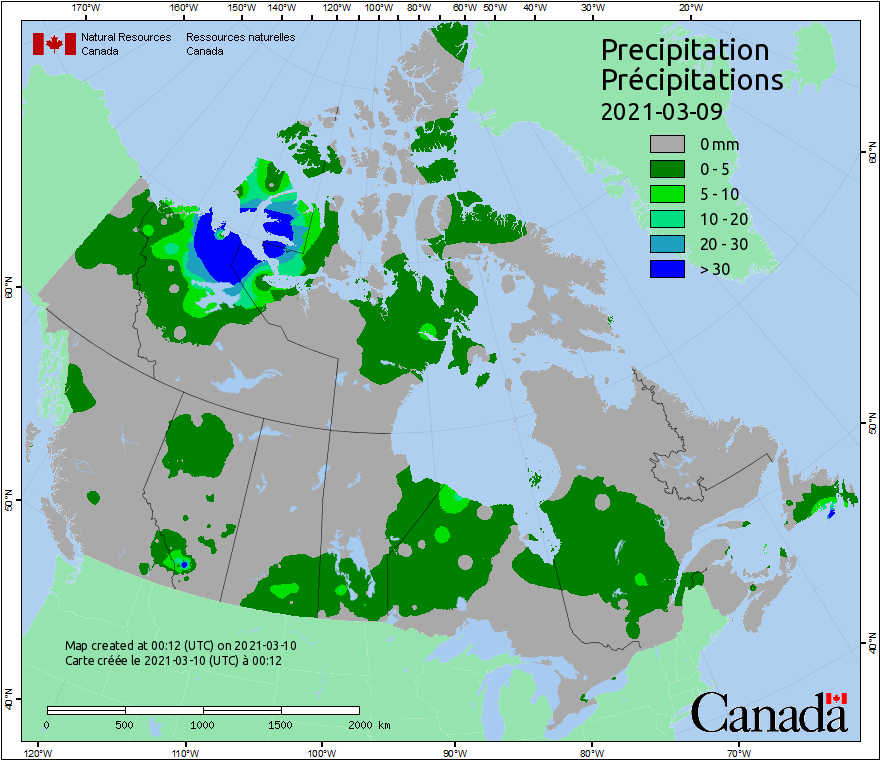 170°W 160°W 150°W 140°W 120°W 100°W 80°W 60°W 50°W 40°W 30°W 20°W
Natural Resources Ressources naturelles
Canada Canada
Precipitation
Précipitations
2021-03-09
0 mm
0 - 5
5 - 10
10 - 20
20 - 30
> 30
60°N
60°N
50°N
50°N
40°N
40°N
Map created at 00:12 (UTC) on 2021-03-10
Carte créée le 2021-03-10 (UTC) à 00:12
0 500 1000 1500 2000 km
Canada
120°W 110°W 100°W 90°W 80°W 70°W